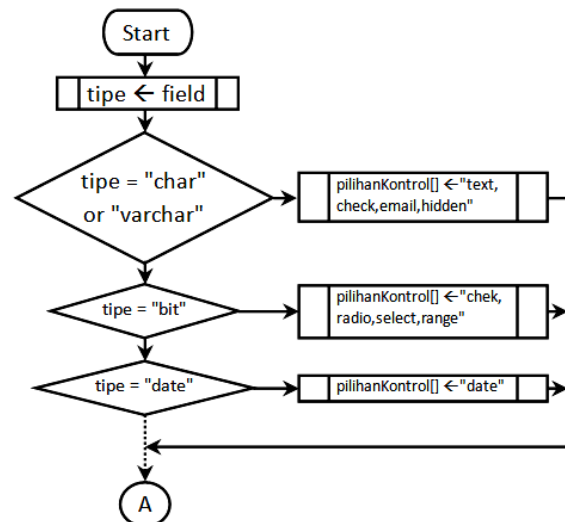 Start
tipe ← field
tipe = "char"
or "varchar"
pilihanKontrol[] ←"text,
check,email,hidden"
tipe = "bit"
pilihanKontrol[] ←"chek,
radio,select,range"
tipe = "date"
pilihanKontrol[] ←"date"
A